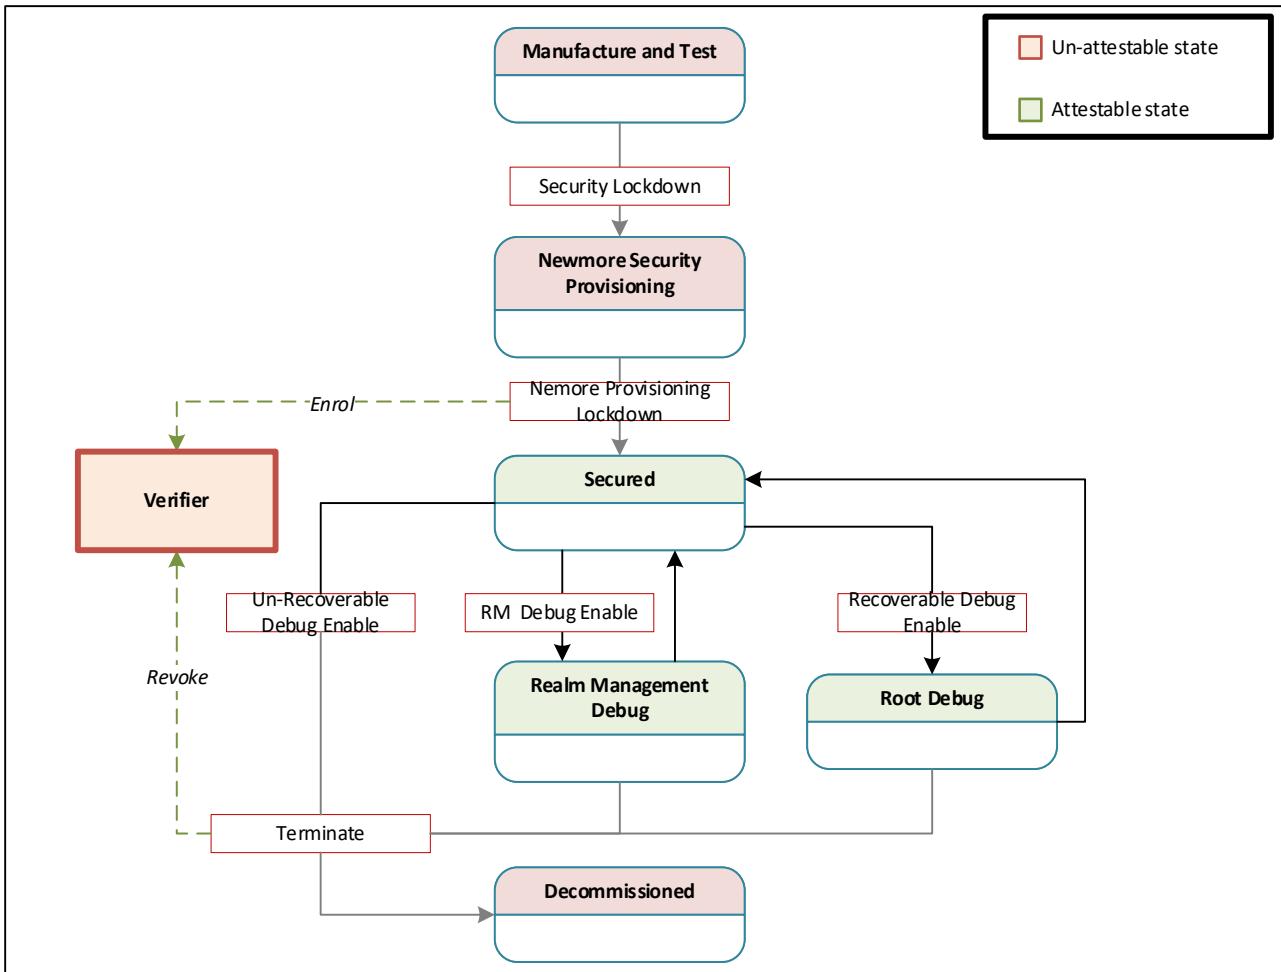 Manufacture and Test
Un-attestable state
Attestable state
Security Lockdown
Newmore Security
Provisioning
Nemore Provisioning
Lockdown
Enrol
Verifier
Secured
Un-Recoverable
Debug Enable
RM Debug Enable
Recoverable Debug
Enable
Revoke
Realm Management
Debug
Root Debug
Terminate
Decommissioned